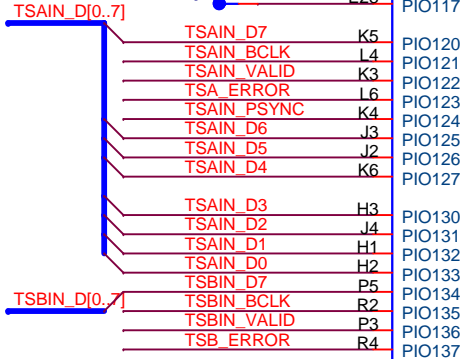 PIO117
TSAIN_D[0..7]
TSAIN_D7 K5 PIO120
TSAIN_BCLK L4 PIO121
TSAIN_VALID K3 PIO122
TSA_ERROR L6 PIO123
TSAIN_PSYNC K4 PIO124
TSAIN_D6 J3 PIO125
TSAIN_D5 J2 PIO126
TSAIN_D4 K6 PIO127
TSAIN_D3 H3 PIO130
TSAIN_D2 J4 PIO131
TSAIN_D1 H1 PIO132
TSAIN_D0 H2 PIO133
TSBIN_D[0..7] TSBIN_D7 P5 PIO134
TSBIN_BCLK R2 PIO135
TSBIN_VALID P3 PIO136
TSB_ERROR R4 PIO137